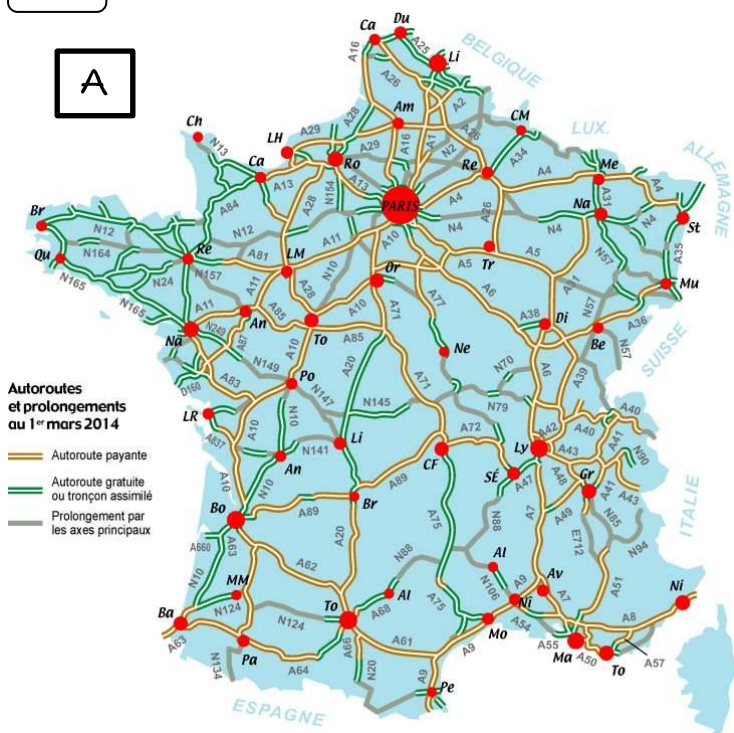 A
Ca
Du
A25
Li
A16
A26
A2
BELGIQUE
Ch
N13
LH
A29
A28
Am
A29
A16
A1
N2
A26
CM
A34
LUX.
ALLEMAGNE
Ca
A13
Ro
N154
A13
PARIS
Re
A4
A4
Me
A31
A4
A84
A28
A26
N4
N4
Na
N4
St
Br
N12
N12
A11
A10
N4
N57
A35
Qu
N164
Re
A81
LM
N10
Or
A5
Tr
A5
N165
N24
N157
A11
A28
A10
A77
A6
A31
Mu
N165
A11
An
A85
To
A85
A71
A38
Di
N57
A36
Na
N249
A87
A10
A20
Ne
Be
N57
SUISSE
N149
N70
A6
A39
D160
A83
Po
N147
N145
A71
N79
A40
LR
A837
A10
N10
Li
A72
A42
A40
A41
An
N141
CF
Ly
A43
N90
A10
N10
A89
SÉ
A47
A48
Gr
A41
A43
Bo
A89
Br
A75
A7
A49
N85
A660
A63
A20
N88
E712
N94
ITALIE
A62
N88
Al
N10
MM
Al
N106
A9
Av
A51
Ba
N124
N124
To
A68
A75
Ni
A7
A8
Ni
A63
A66
A61
Mo
A54
Pa
A9
A55
Ma
A50
To
A57
N134
A64
N20
A9
Pe
ESPAGNE
Autoroutes
et prolongements
au 1er mars 2014
Autoroute payante
Autoroute gratuite
ou tronçon assimilé
Prolongement par
les axes principaux